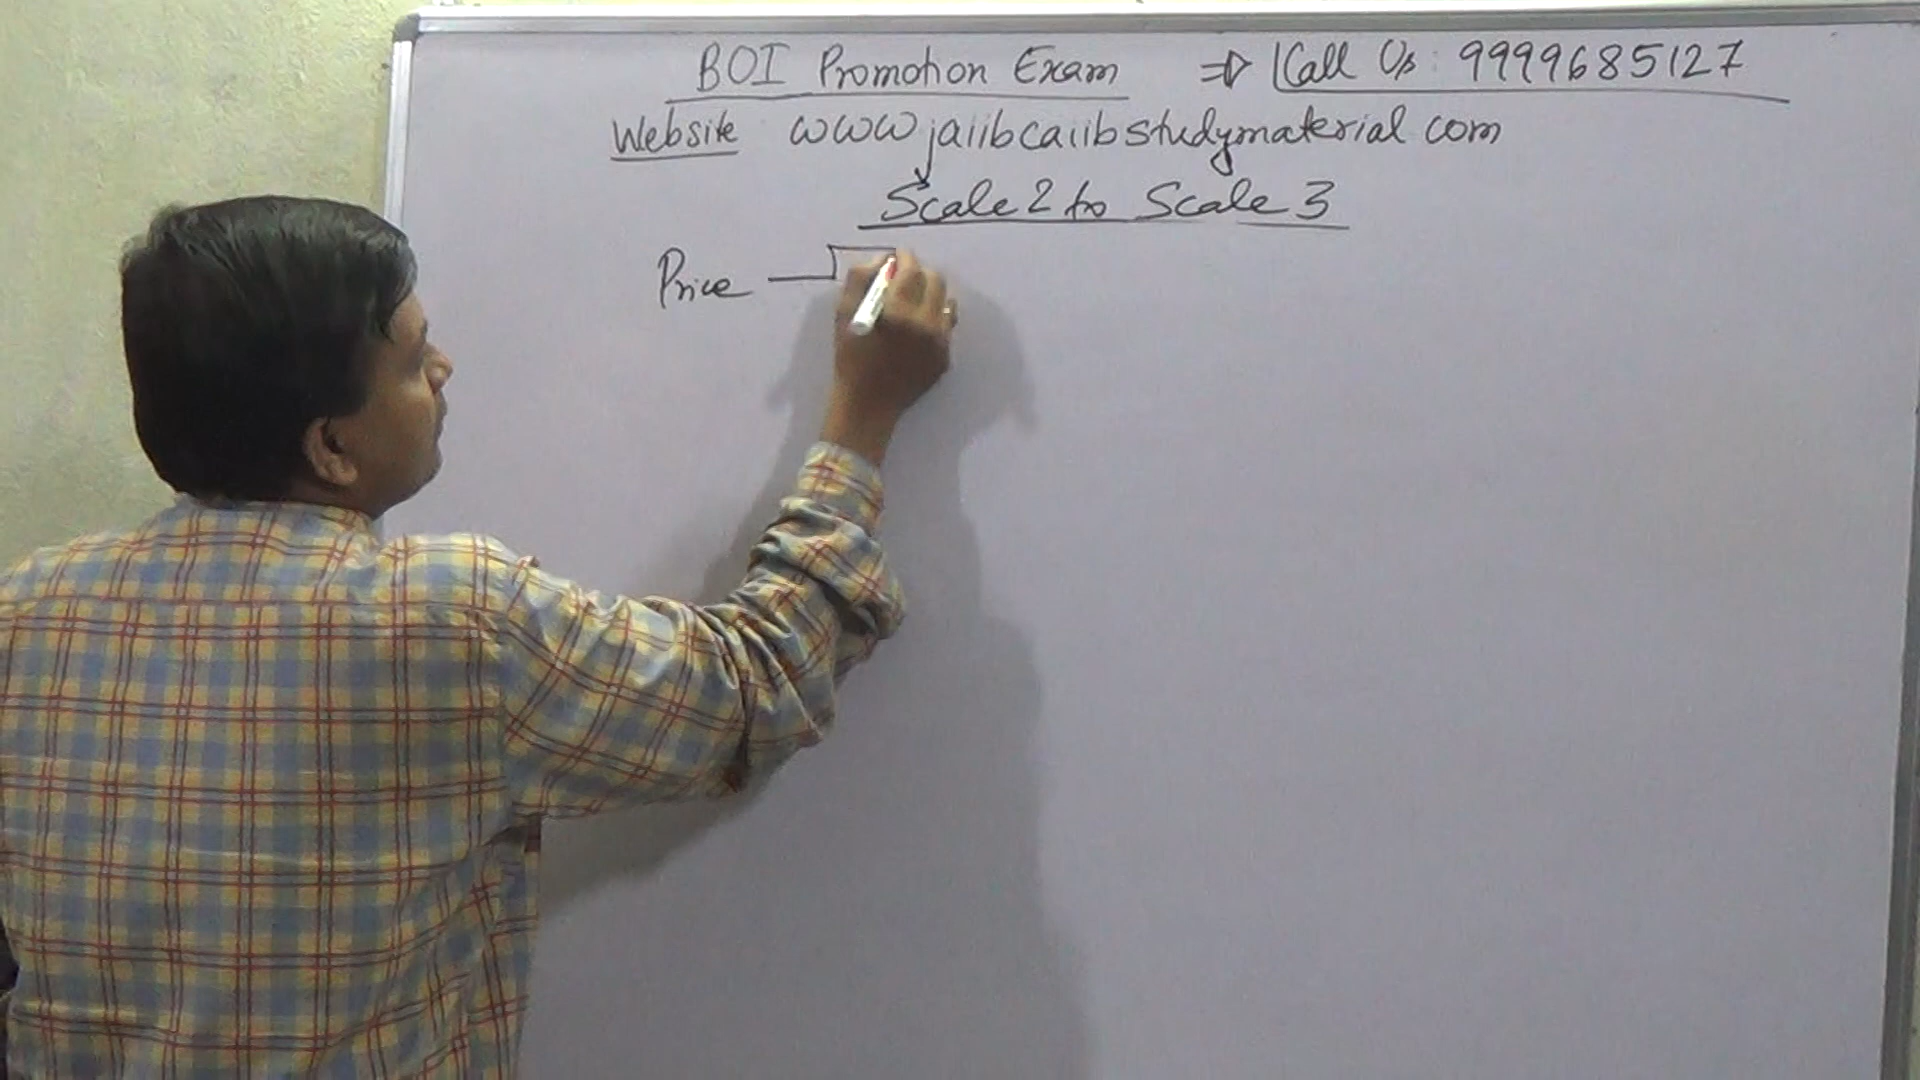 BOI Promotion Exam ⇒ Call Us: 9999685127
Website www jaiibcaiibstudymaterial com
Scale 2 to Scale 3
Price